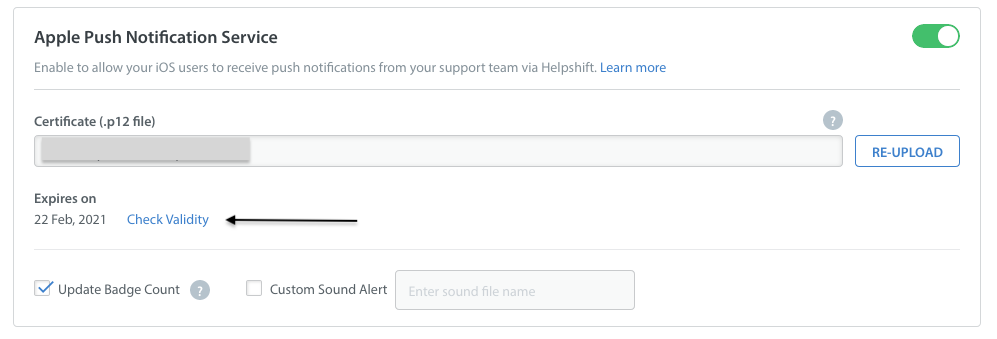 Apple Push Notification Service
Enable to allow your iOS users to receive push notifications from your support team via Helpshift. Learn more
Certificate (.p12 file)
?
RE-UPLOAD
Expires on
22 Feb, 2021 Check Validity
Update Badge Count ? Custom Sound Alert Enter sound file name